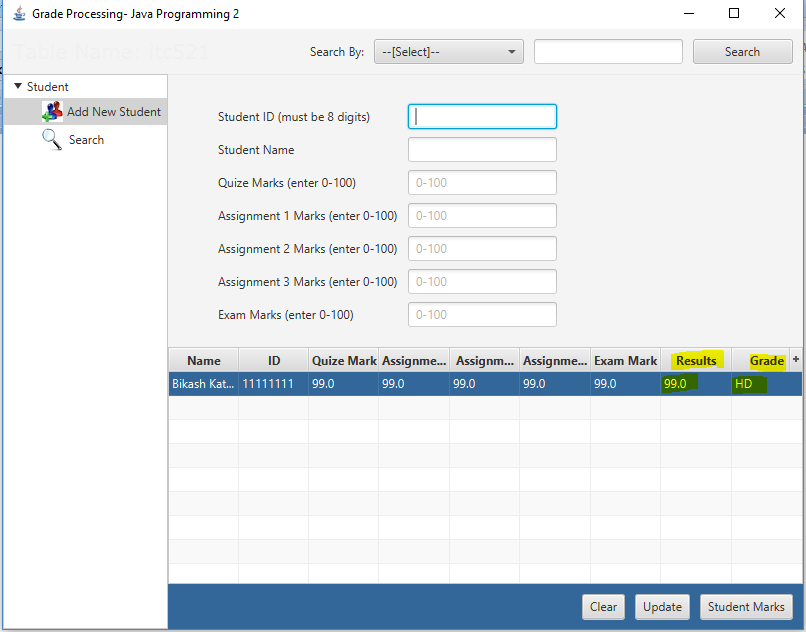 Grade Processing- Java Programming 2
Search By: --[Select]-- Search
Student
Add New Student
Search
Student ID (must be 8 digits)
Student Name
Quize Marks (enter 0-100) 0-100
Assignment 1 Marks (enter 0-100) 0-100
Assignment 2 Marks (enter 0-100) 0-100
Assignment 3 Marks (enter 0-100) 0-100
Exam Marks (enter 0-100) 0-100
Name ID Quize Mark Assignme... Assignm... Assignme... Exam Mark Results Grade +
Bikash Kat... 11111111 99.0 99.0 99.0 99.0 99.0 99.0 HD
Clear Update Student Marks